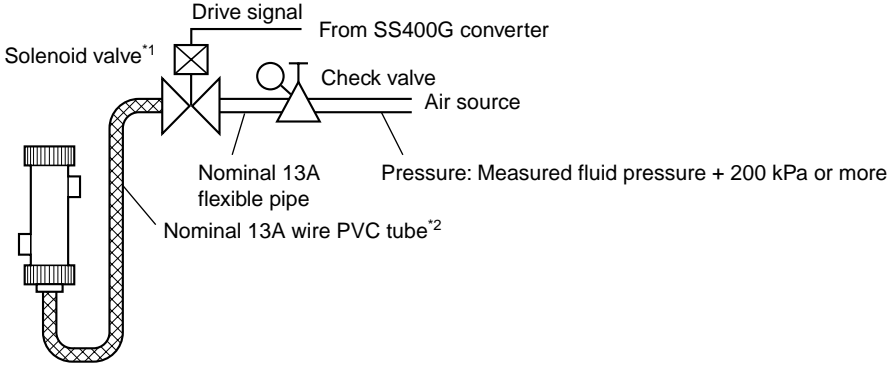 Drive signal
From SS400G converter
Solenoid valve*1
Check valve
Air source
Nominal 13A
flexible pipe
Pressure: Measured fluid pressure + 200 kPa or more
Nominal 13A wire PVC tube*2